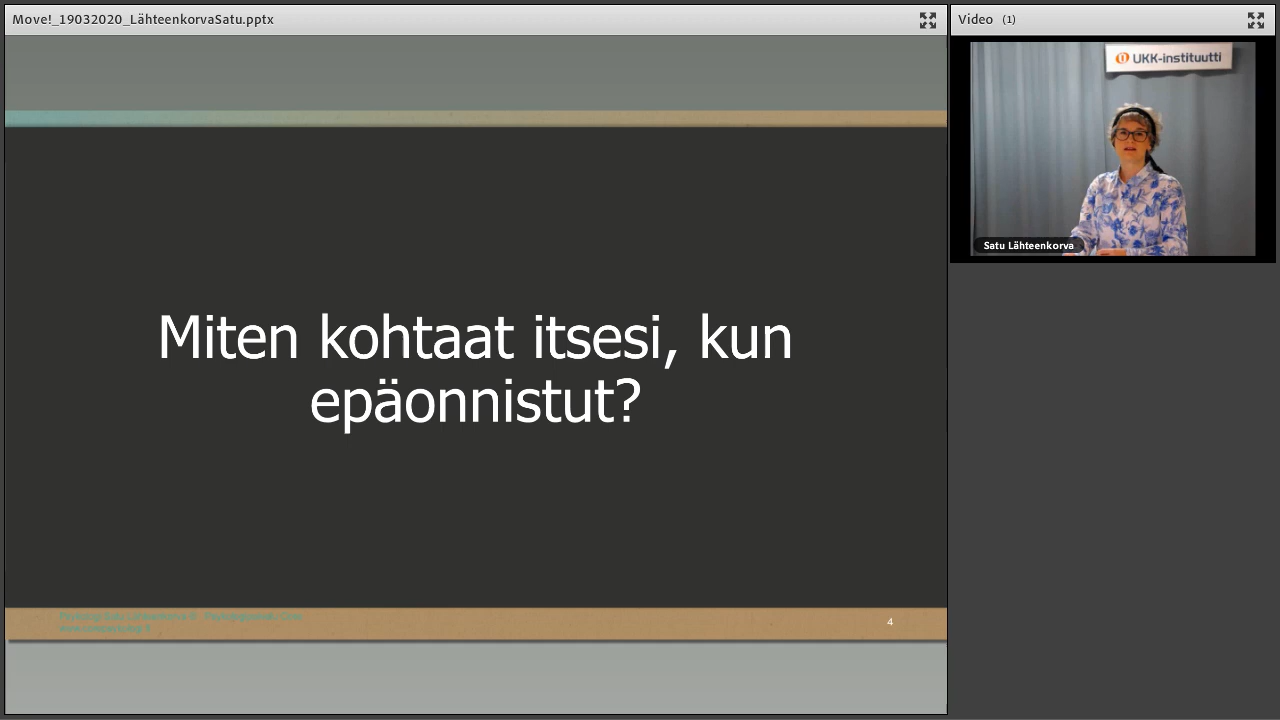 Move!_19032020_LähteenkorvaSatu.pptx
Video (1)
UKK-instituutti
Satu Lähteenkorva
Miten kohtaat itsesi, kun
epäonnistut?
4